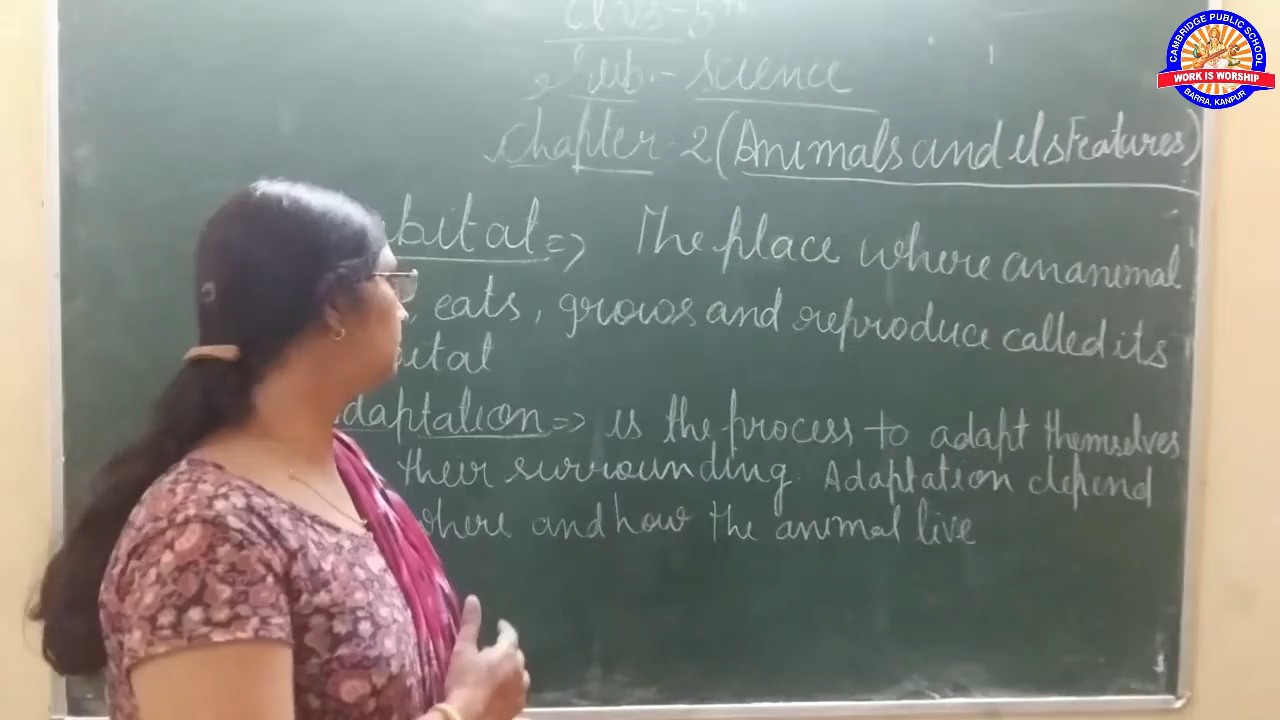 Class-5th
Sub.- Science
Chapter-2 (Animals and its Features)
abitat => The place where an animal
, eats, grows and reproduce called its
itat
adaptation => is the process to adapt themselves
their surrounding. Adaptation depend
where and how the animal live
CAMBRIDGE PUBLIC SCHOOL
WORK IS WORSHIP
BARRA, KANPUR